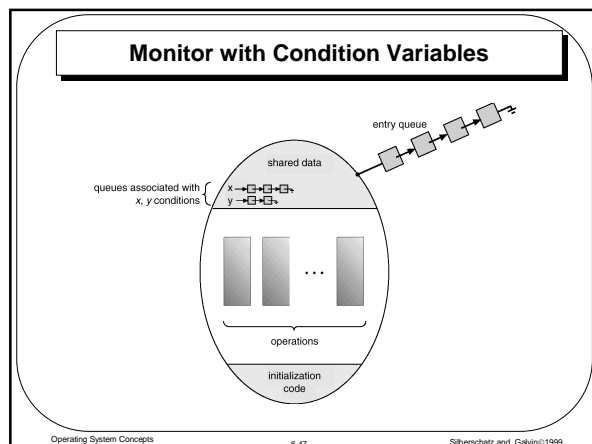 Monitor with Condition Variables
entry queue
shared data
queues associated with
x, y conditions
x
y
...
operations
initialization
code
Operating System Concepts
6.47
Silberschatz and Galvin©1999